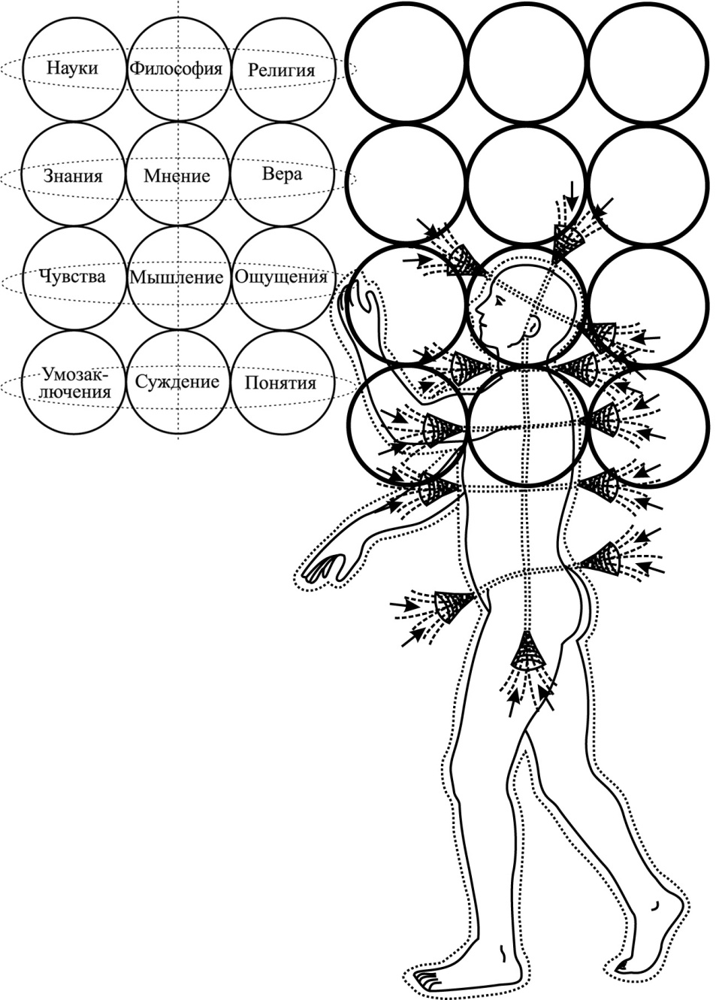 Науки Философия Религия
Знания Мнение Вера
Чувства Мышление Ощущения
Умозак-
лючения Суждение Понятия